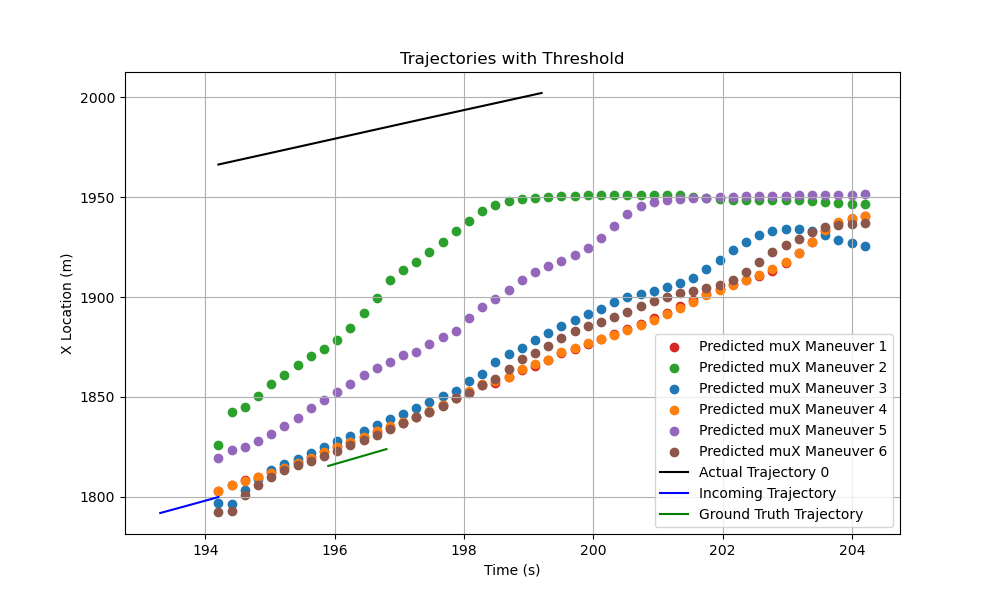 Trajectories with Threshold
X Location (m)
2000
1950
1900
1850
1800
194 196 198 200 202 204
Time (s)
Predicted muX Maneuver 1
Predicted muX Maneuver 2
Predicted muX Maneuver 3
Predicted muX Maneuver 4
Predicted muX Maneuver 5
Predicted muX Maneuver 6
Actual Trajectory 0
Incoming Trajectory
Ground Truth Trajectory